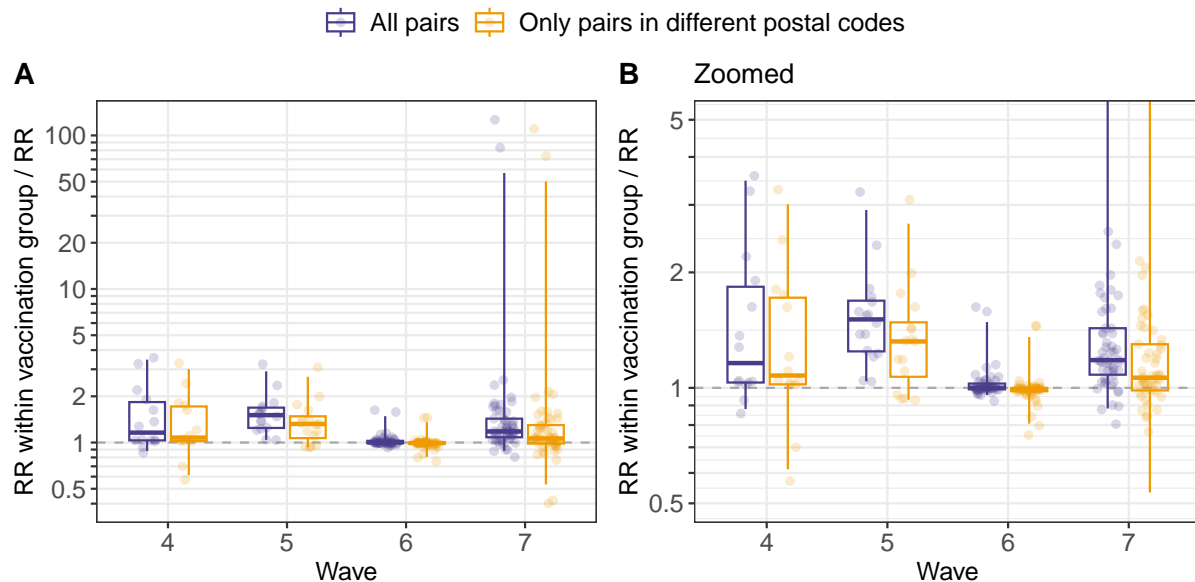 All pairs Only pairs in different postal codes
A
RR within vaccination group / RR
100
50
20
10
5
2
1
0.5
4 5 6 7
Wave
B Zoomed
RR within vaccination group / RR
5
2
1
0.5
4 5 6 7
Wave